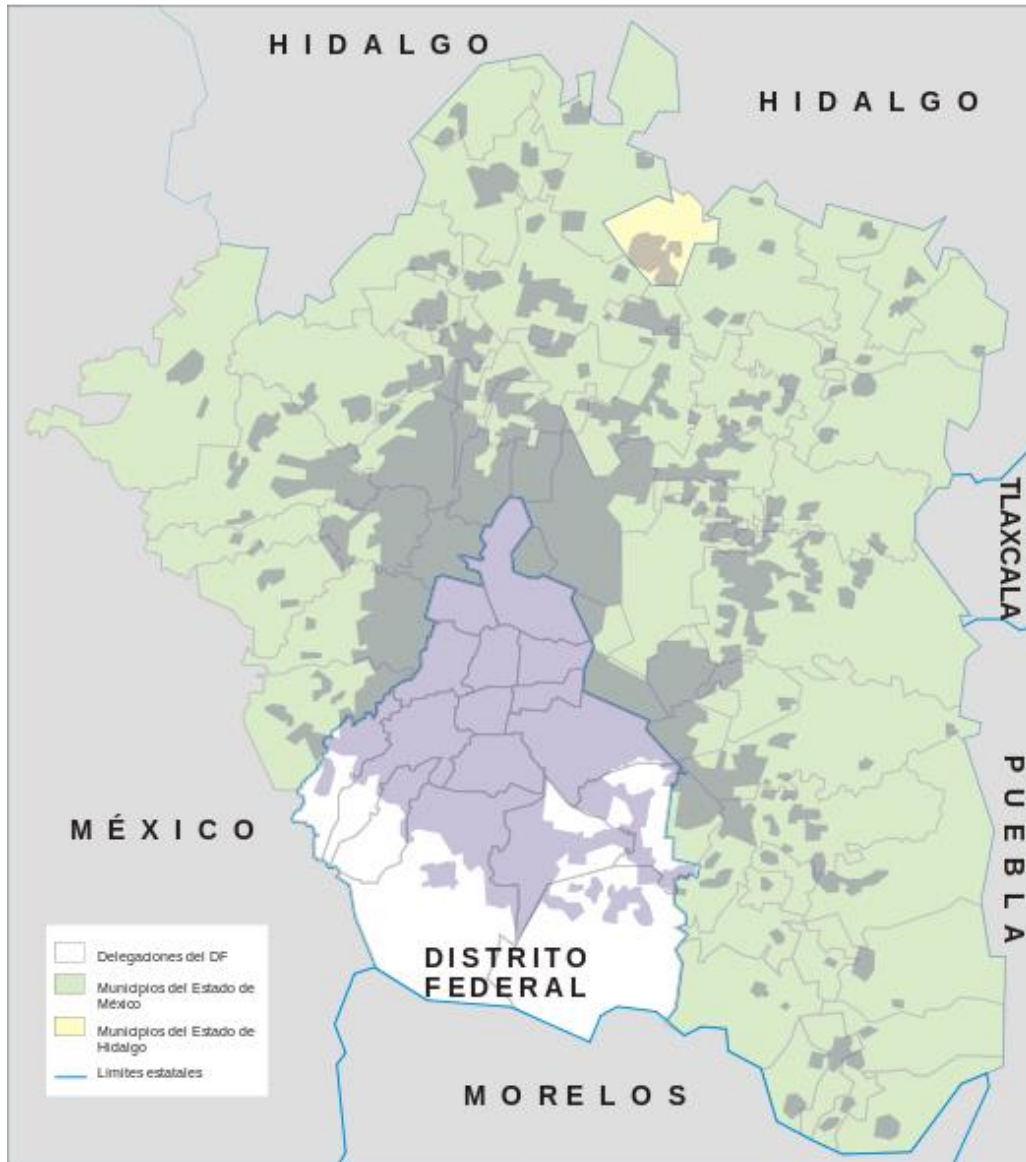 HIDALGO
HIDALGO
TLAXCALA
PUEBLA
MÉXICO
DISTRITO
FEDERAL
MORELOS
Delegaciones del DF
Municipios del Estado de
México
Municipios del Estado de
Hidalgo
Límites estatales